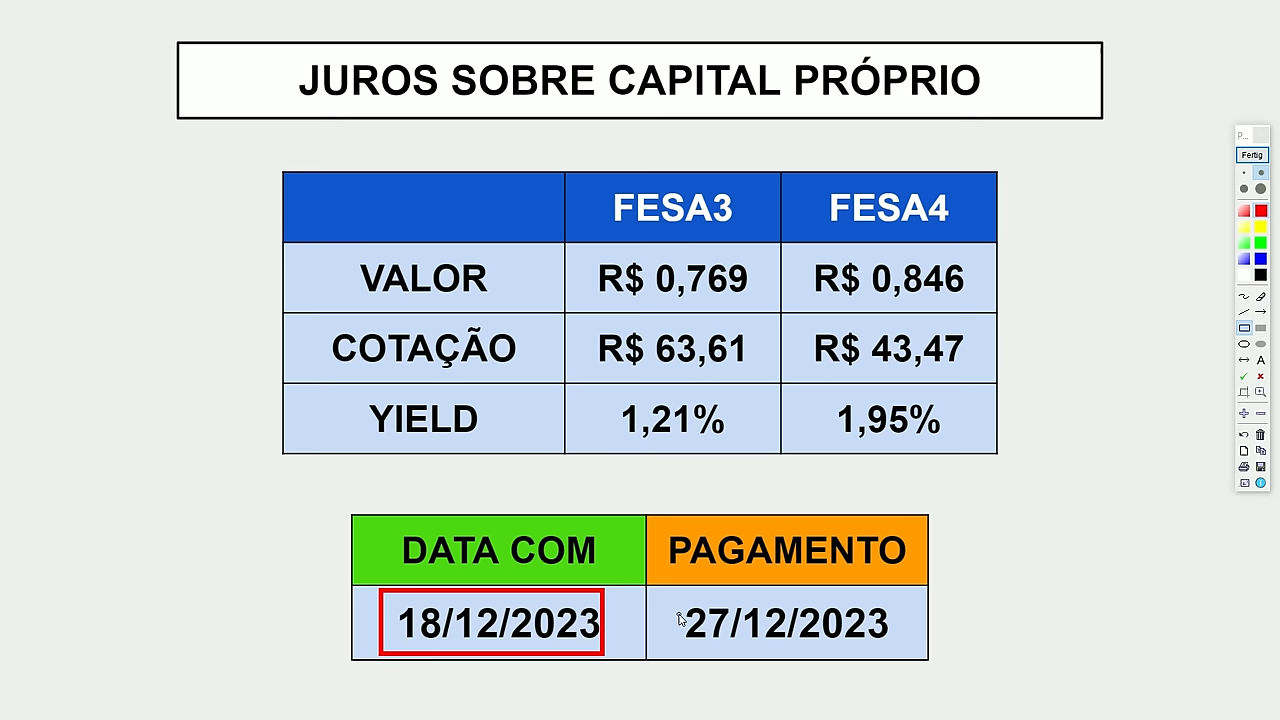 JUROS SOBRE CAPITAL PRÓPRIO
P...
Fertig
FESA3 FESA4
VALOR R$ 0,769 R$ 0,846
COTAÇÃO R$ 63,61 R$ 43,47
YIELD 1,21% 1,95%
A
DATA COM PAGAMENTO
18/12/2023 27/12/2023